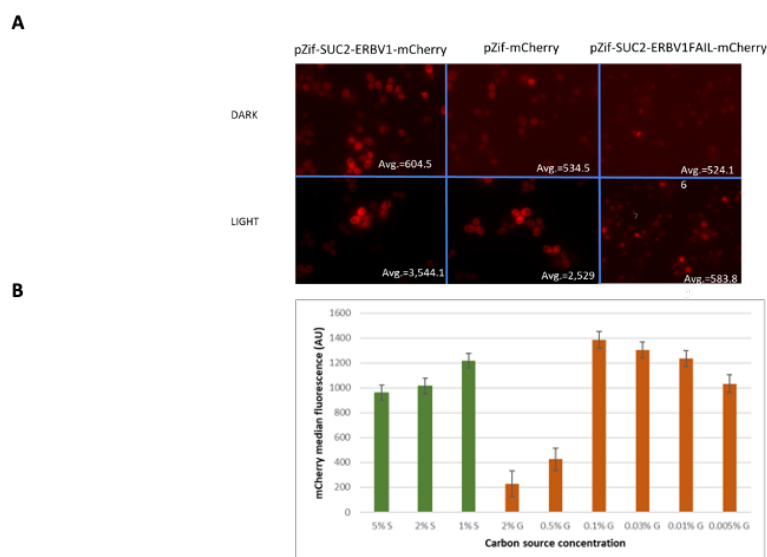 A
pZif-SUC2-ERBV1-mCherry pZif-mCherry pZif-SUC2-ERBV1FAIL-mCherry
DARK
Avg.=604.5 Avg.=534.5 Avg.=524.1
6
LIGHT
Avg.=3,544.1 Avg.=2,529 Avg.=583.8
B
mCherry median fluorescence (AU)
1600
1400
1200
1000
800
600
400
200
0
5% S 2% S 1% S 2% G 0.5% G 0.1% G 0.03% G 0.01% G 0.005% G
Carbon source concentration